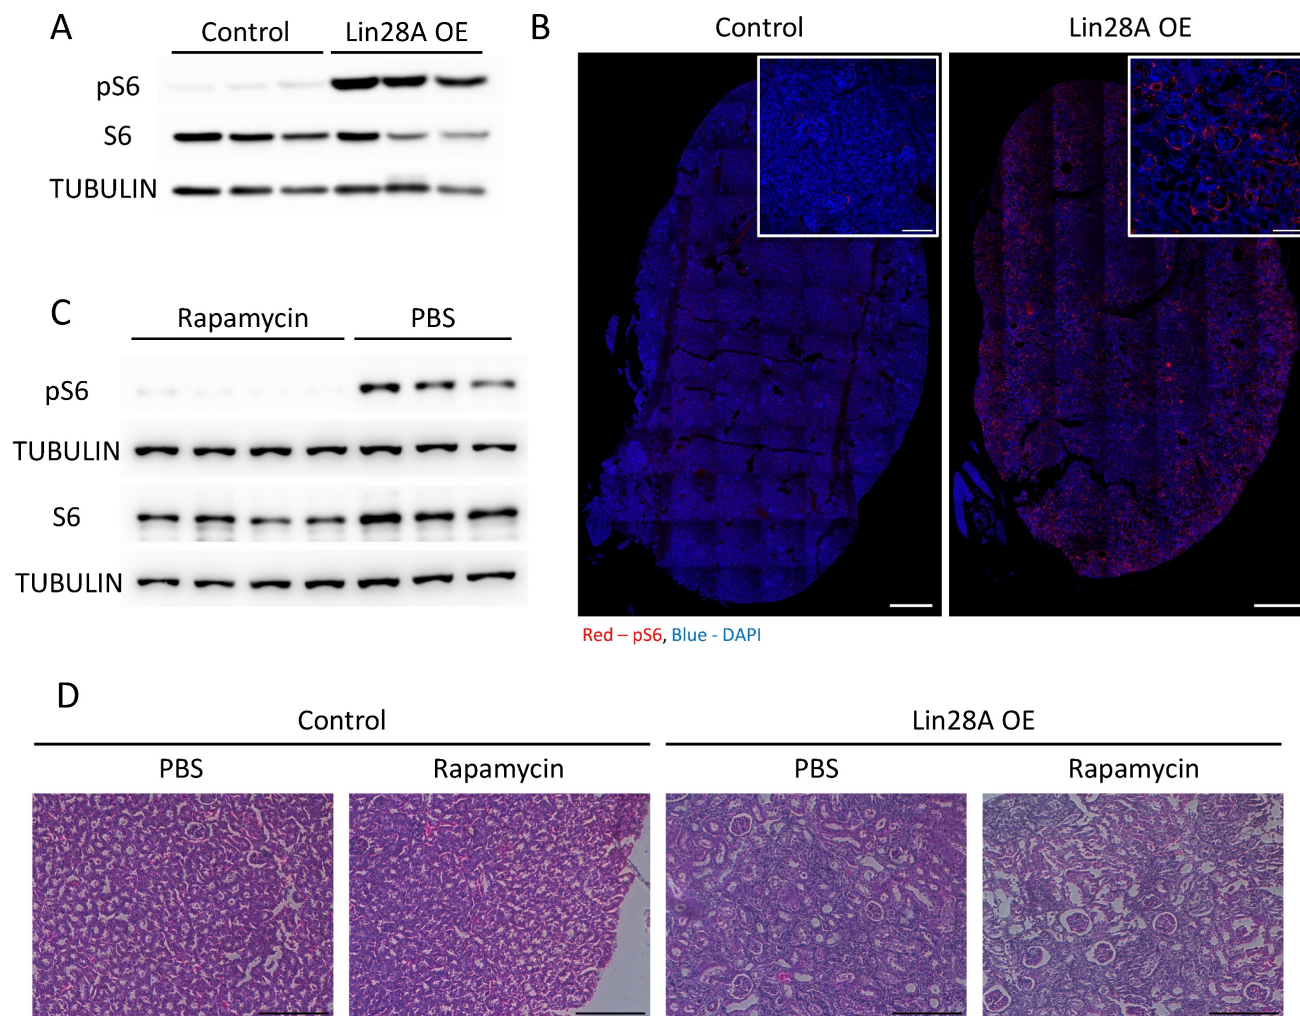 A
Control Lin28A OE
pS6
S6
TUBULIN
B
Control Lin28A OE
Red – pS6, Blue - DAPI
C
Rapamycin PBS
pS6
TUBULIN
S6
TUBULIN
D
Control Lin28A OE
PBS Rapamycin PBS Rapamycin